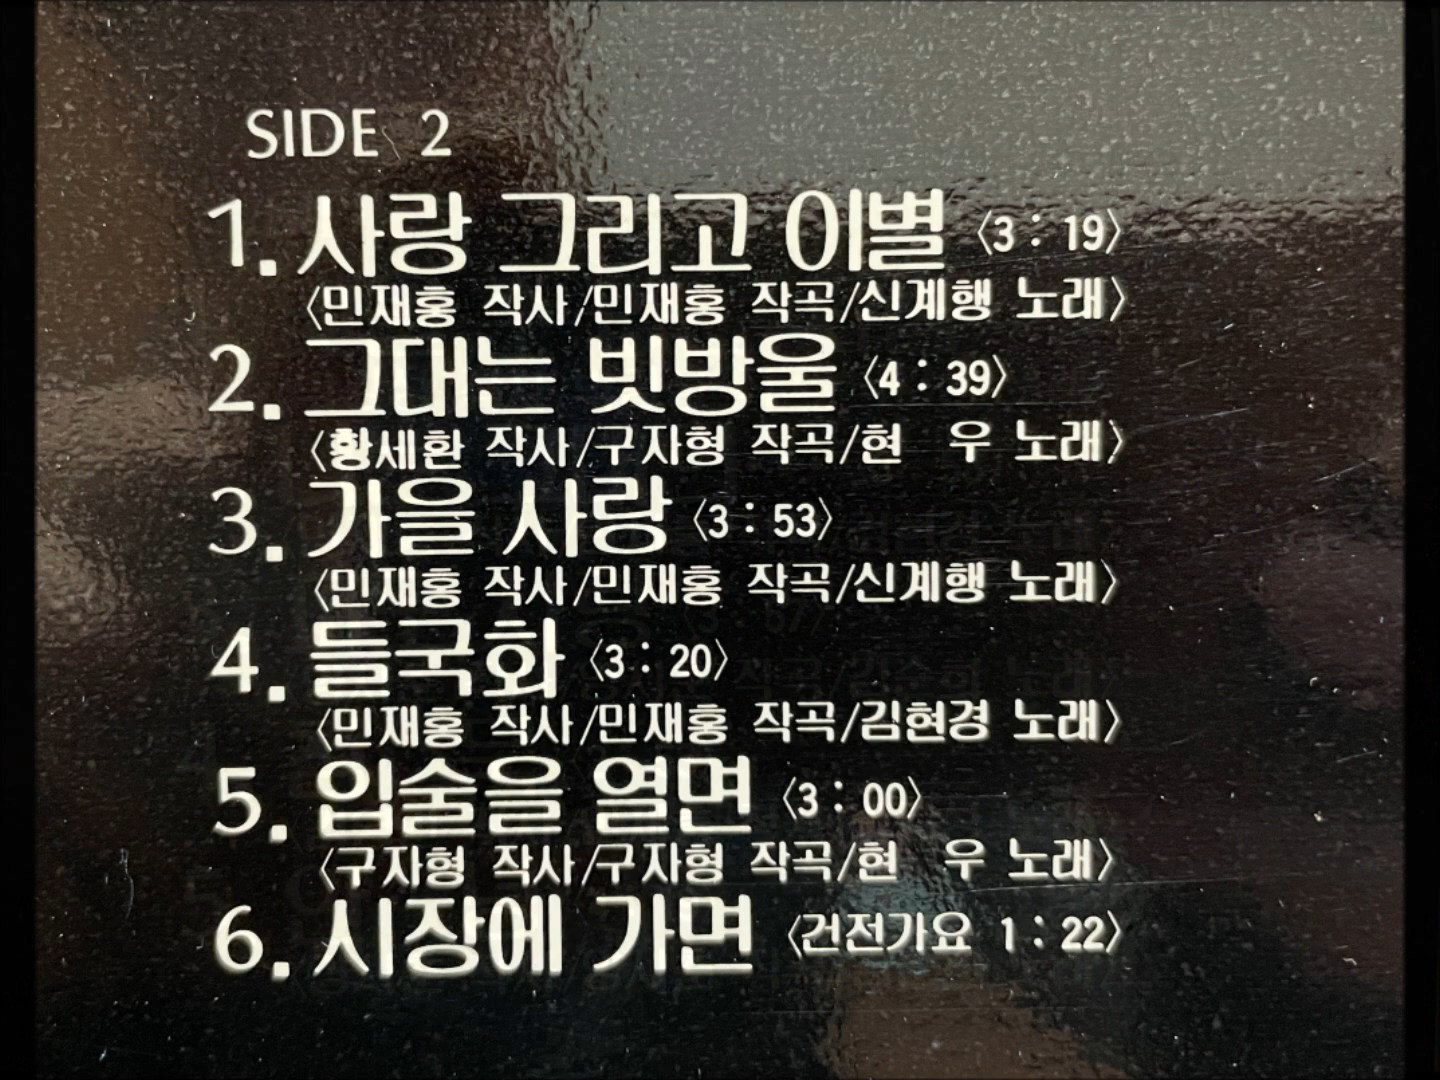 SIDE 2
1. 사랑 그리고 이별 〈3 : 19〉
〈민재홍 작사/민재홍 작곡/신계행 노래〉
2. 그대는 빗방울 〈4 : 39〉
〈황세환 작사/구자형 작곡/현 우 노래〉
3. 가을 사랑 〈3 : 53〉
〈민재홍 작사/민재홍 작곡/신계행 노래〉
4. 들국화 〈3 : 20〉
〈민재홍 작사/민재홍 작곡/김현경 노래〉
5. 입술을 열면 〈3 : 00〉
〈구자형 작사/구자형 작곡/현 우 노래〉
6. 시장에 가면 〈건전가요 1 : 22〉